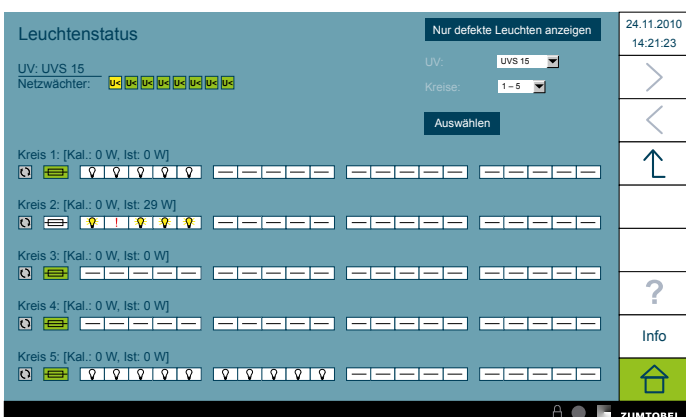 Leuchtenstatus
Nur defekte Leuchten anzeigen
24.11.2010
14:21:23
UV: UVS 15
Netzwächter: U< U< U< U< U< U< U< U<
UV: UVS 15
Kreise: 1 – 5
Auswählen
Kreis 1: [Kal.: 0 W, Ist: 0 W]
Kreis 2: [Kal.: 0 W, Ist: 29 W]
!
Kreis 3: [Kal.: 0 W, Ist: 0 W]
Kreis 4: [Kal.: 0 W, Ist: 0 W]
Kreis 5: [Kal.: 0 W, Ist: 0 W]
?
Info
ZUMTOBEL